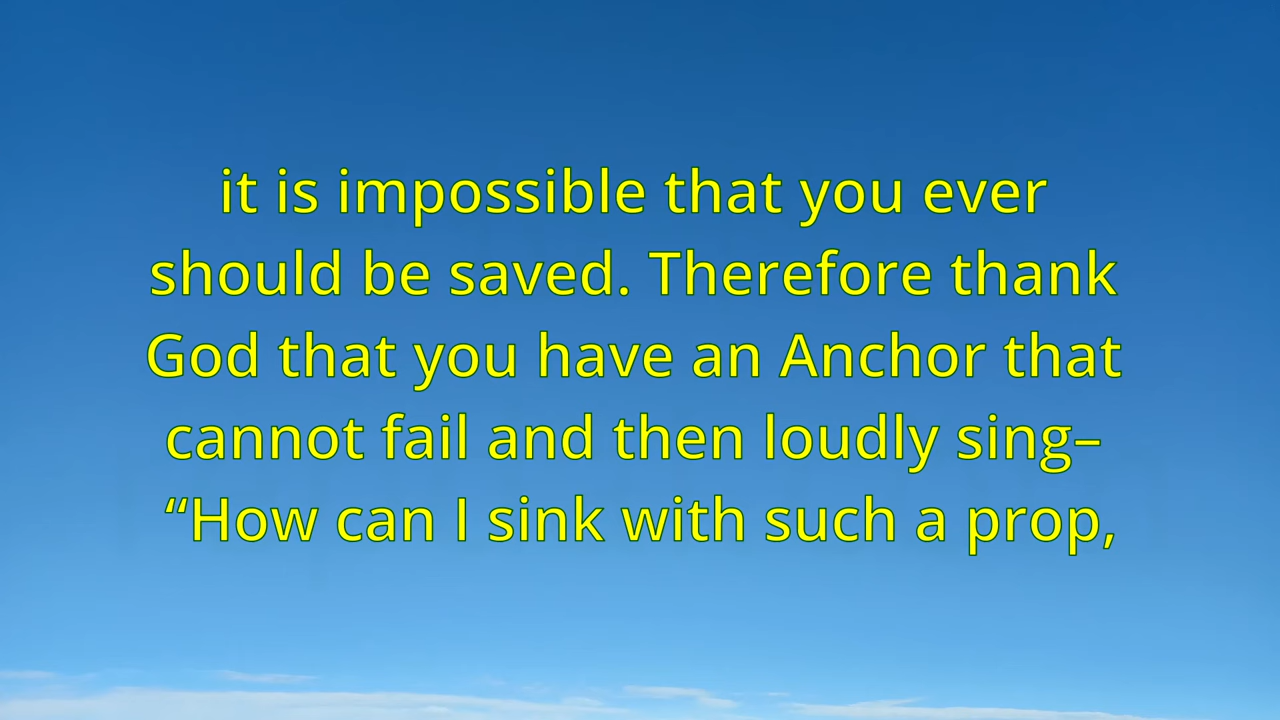 it is impossible that you ever
should be saved. Therefore thank
God that you have an Anchor that
cannot fail and then loudly sing–
“How can I sink with such a prop,